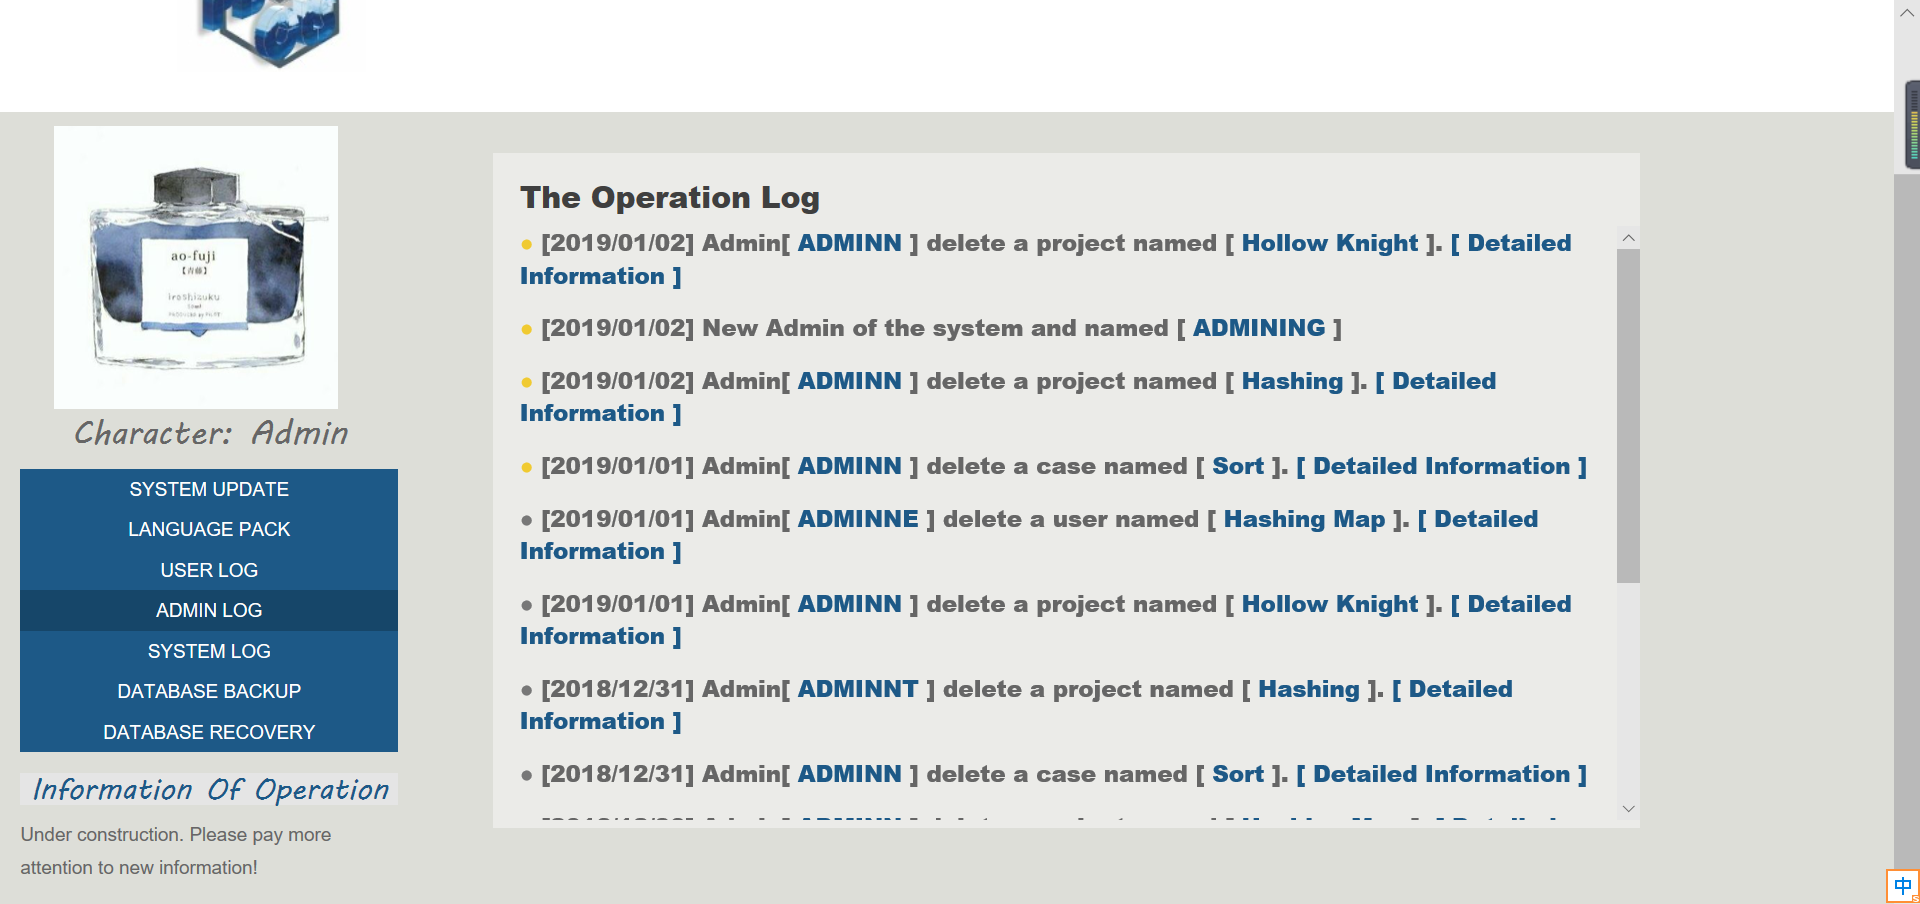 ao-fuji
iroshizuku
Character: Admin
SYSTEM UPDATE
LANGUAGE PACK
USER LOG
ADMIN LOG
SYSTEM LOG
DATABASE BACKUP
DATABASE RECOVERY
Information Of Operation
Under construction. Please pay more
attention to new information!
The Operation Log
● [2019/01/02] Admin[ ADMINN ] delete a project named [ Hollow Knight ]. [ Detailed
Information ]
● [2019/01/02] New Admin of the system and named [ ADMINING ]
● [2019/01/02] Admin[ ADMINN ] delete a project named [ Hashing ]. [ Detailed
Information ]
● [2019/01/01] Admin[ ADMINN ] delete a case named [ Sort ]. [ Detailed Information ]
● [2019/01/01] Admin[ ADMINNE ] delete a user named [ Hashing Map ]. [ Detailed
Information ]
● [2019/01/01] Admin[ ADMINN ] delete a project named [ Hollow Knight ]. [ Detailed
Information ]
● [2018/12/31] Admin[ ADMINNT ] delete a project named [ Hashing ]. [ Detailed
Information ]
● [2018/12/31] Admin[ ADMINN ] delete a case named [ Sort ]. [ Detailed Information ]
中